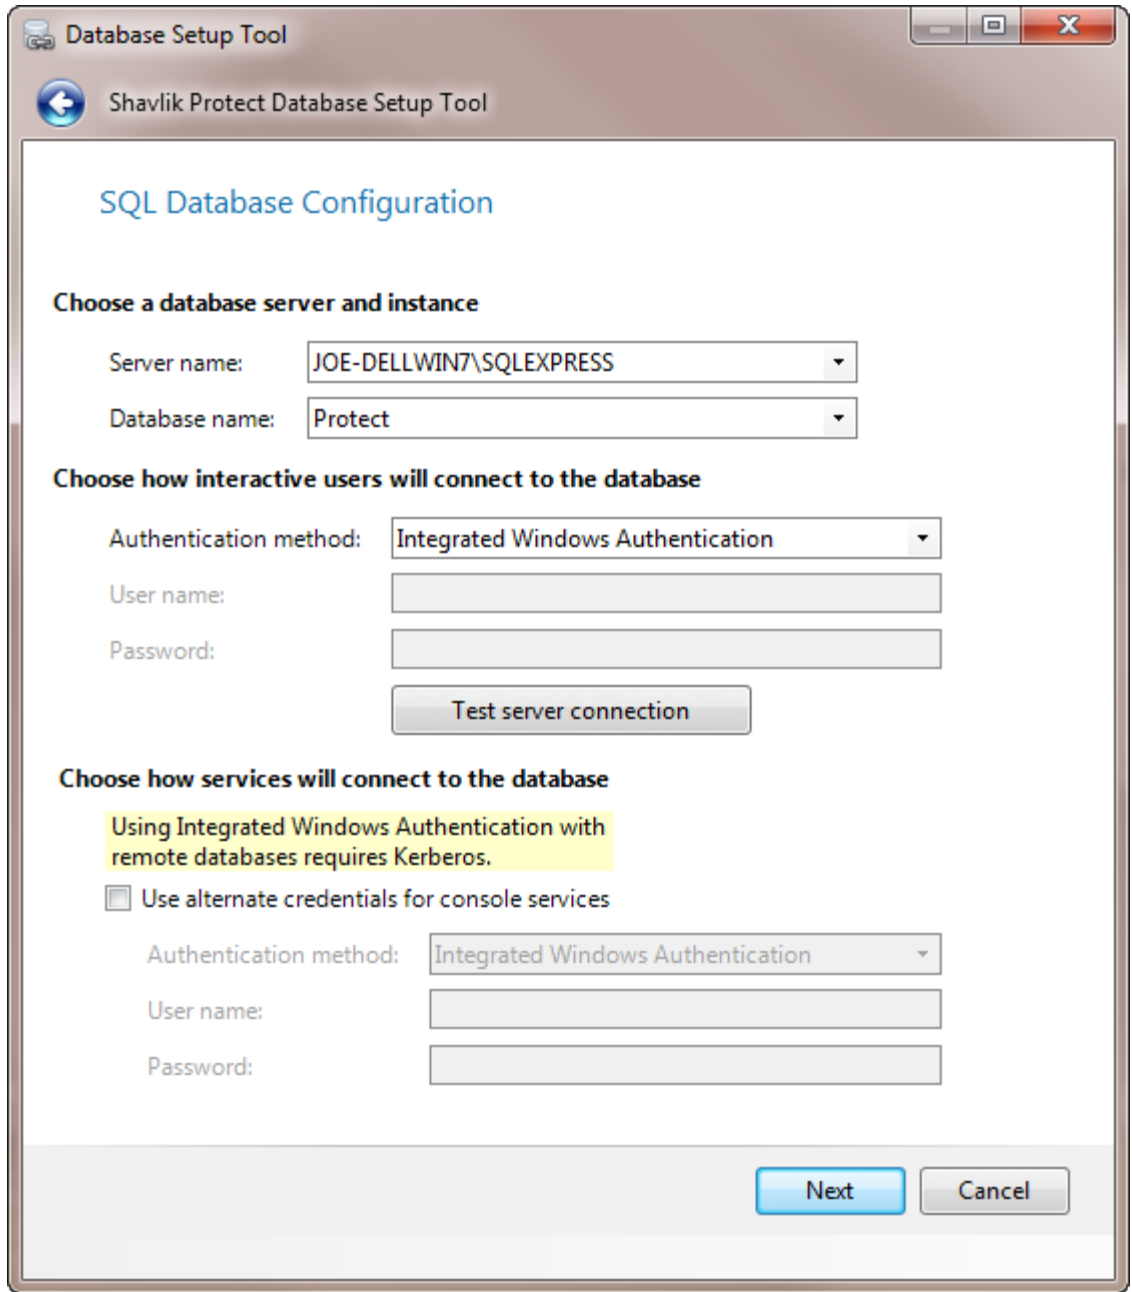 Database Setup Tool
Shavlik Protect Database Setup Tool
SQL Database Configuration
Choose a database server and instance
Server name: JOE-DELLWIN7\SQLEXPRESS
Database name: Protect
Choose how interactive users will connect to the database
Authentication method: Integrated Windows Authentication
User name:
Password:
Test server connection
Choose how services will connect to the database
Using Integrated Windows Authentication with
remote databases requires Kerberos.
Use alternate credentials for console services
Authentication method: Integrated Windows Authentication
User name:
Password:
Next Cancel